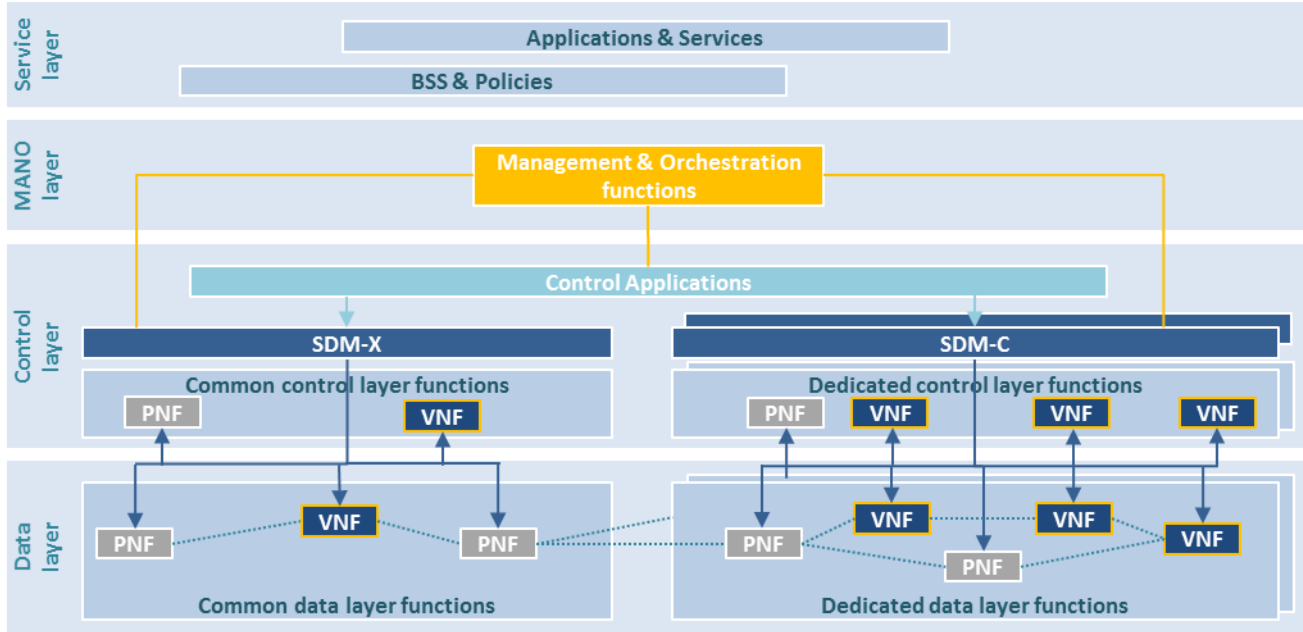 Service
layer
Applications & Services
BSS & Policies
MANO
layer
Management & Orchestration
functions
Control
layer
Control Applications
SDM-X
SDM-C
Common control layer functions
PNF
VNF
Dedicated control layer functions
PNF
VNF
VNF
VNF
Data
layer
PNF
VNF
PNF
Common data layer functions
PNF
VNF
VNF
VNF
PNF
Dedicated data layer functions